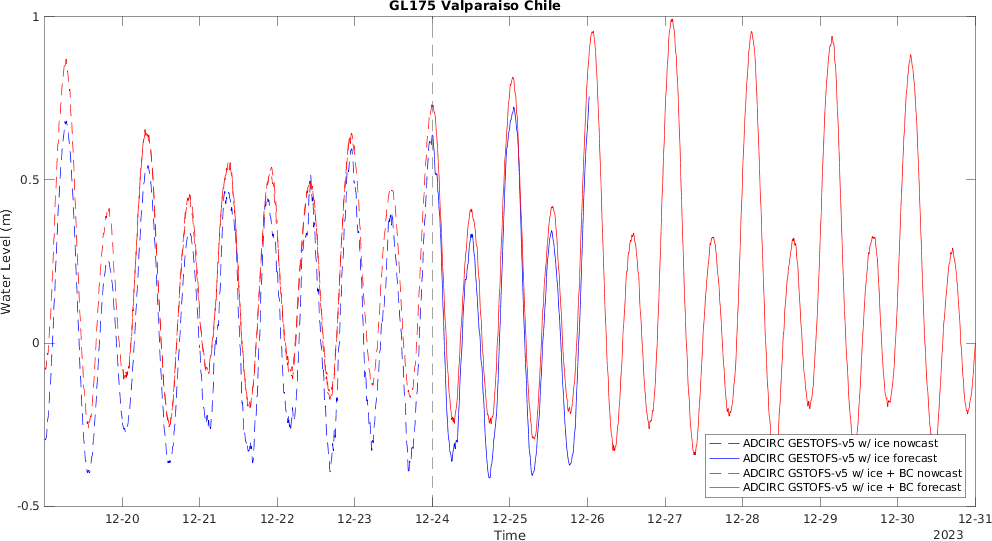 GL175 Valparaiso Chile
Water Level (m)
1
0.5
0
-0.5
12-20 12-21 12-22 12-23 12-24 12-25 12-26 12-27 12-28 12-29 12-30 12-31
Time
2023
ADCIRC GESTOFS-v5 w/ ice nowcast
ADCIRC GESTOFS-v5 w/ ice forecast
ADCIRC GSTOFS-v5 w/ ice + BC nowcast
ADCIRC GSTOFS-v5 w/ ice + BC forecast